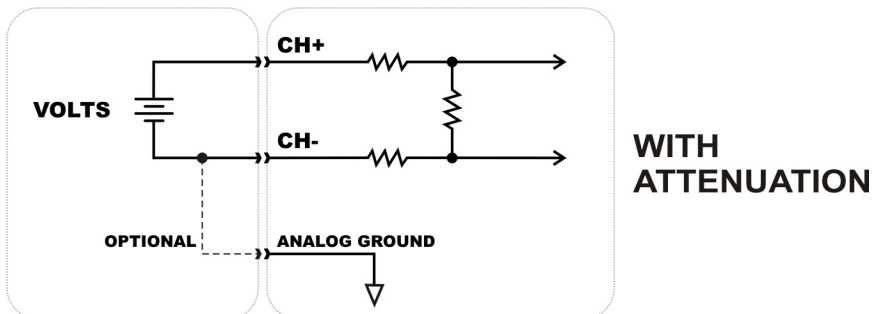 CH+
VOLTS
CH-
WITH
ATTENUATION
OPTIONAL
ANALOG GROUND